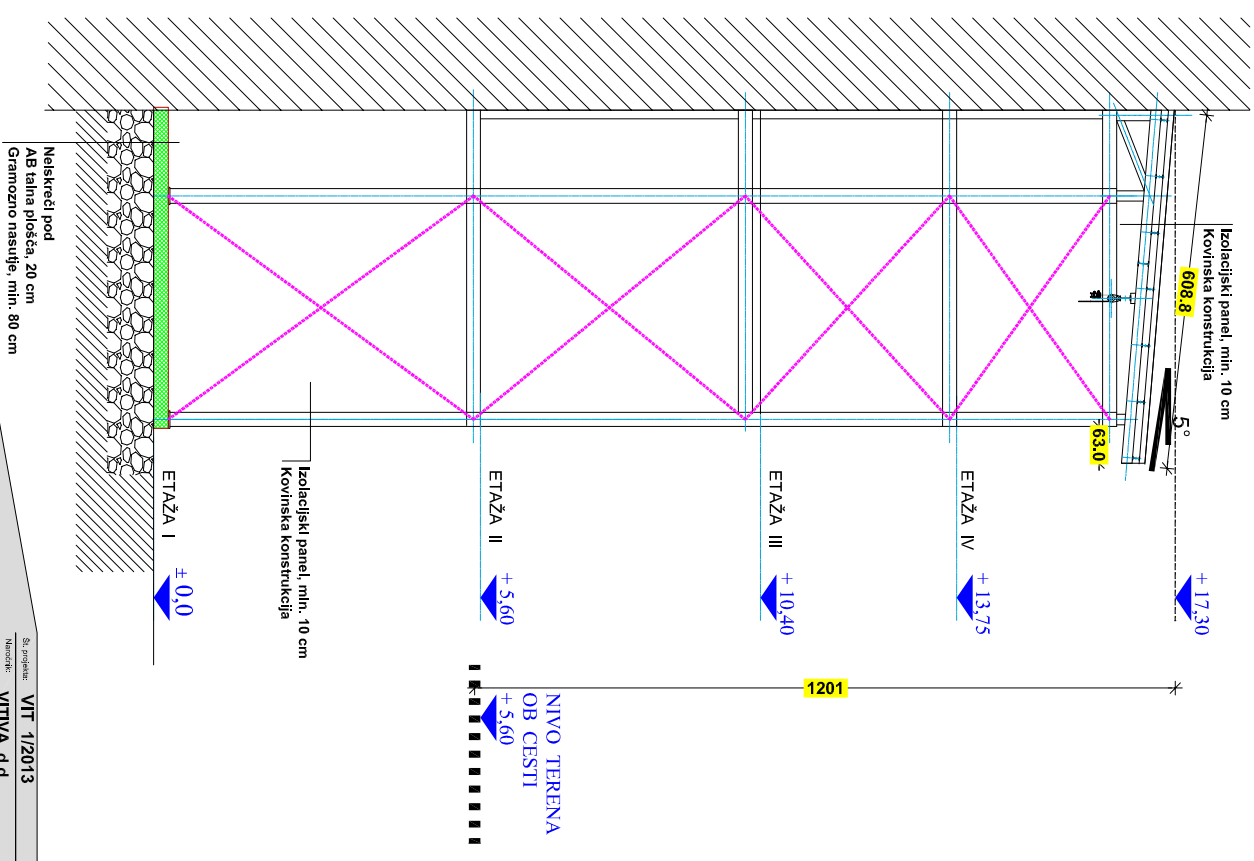 Izolacijski panel, min. 10 cm
Kovinska konstrukcija
608.8
5°
63.0
+ 17,30
ETAŽA IV
+ 13,75
ETAŽA III
+ 10,40
1201
ETAŽA II
+ 5,60
NIVO TERENA
OB CESTI
+ 5,60
Izolacijski panel, min. 10 cm
Kovinska konstrukcija
ETAŽA I
± 0,0
Neiskreči pod
AB talna plošča, 20 cm
Gramozno nasutje, min. 80 cm
Št. projekta: VIT 1/2013
Naročnik: VITIVA d.d.